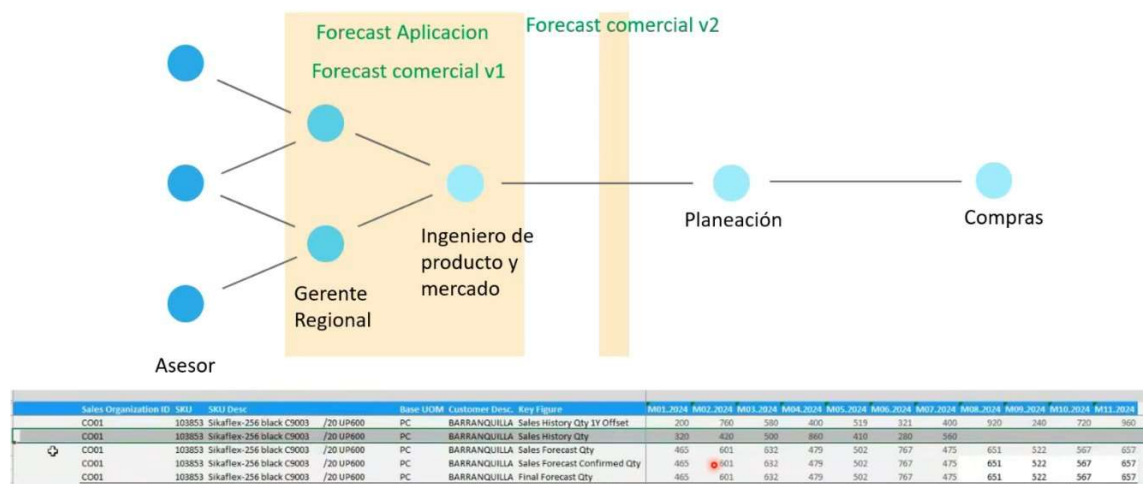 Forecast Aplicacion
Forecast comercial v2
Forecast comercial v1
Ingeniero de
producto y
mercado
Planeación
Compras
Gerente
Regional
Asesor
Sales Organization ID SKU SKU Desc Base UOM Customer Desc. Key Figure M01.2024 M02.2024 M03.2024 M04.2024 M05.2024 M06.2024 M07.2024 M08.2024 M09.2024 M10.2024 M11.2024
CO01 103853 Sikaflex-256 black C9003 /20 UP600 PC BARRANQUILLA Sales History Qty 1Y Offset 200 760 580 400 519 321 400 920 240 720 960
CO01 103853 Sikaflex-256 black C9003 /20 UP600 PC BARRANQUILLA Sales History Qty 320 420 500 860 410 280 560
CO01 103853 Sikaflex-256 black C9003 /20 UP600 PC BARRANQUILLA Sales Forecast Qty 465 601 632 479 502 767 475 651 522 567 657
CO01 103853 Sikaflex-256 black C9003 /20 UP600 PC BARRANQUILLA Sales Forecast Confirmed Qty 465 601 632 479 502 767 475 651 522 567 657
CO01 103853 Sikaflex-256 black C9003 /20 UP600 PC BARRANQUILLA Final Forecast Qty 465 601 632 479 502 767 475 651 522 567 657